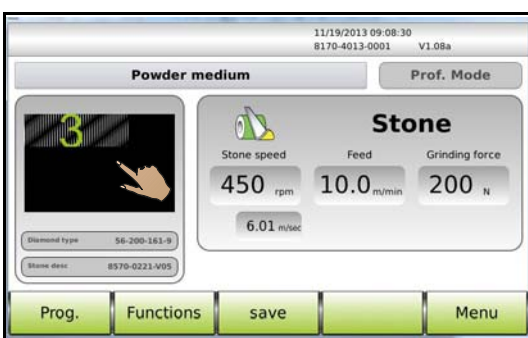 11/19/2013 09:08:30
8170-4013-0001 V1.08a
Powder medium
Prof. Mode
3
Stone
Stone speed Feed Grinding force
450 rpm 10.0 m/min 200 N
6.01 m/sec
Diamond type 56-200-161-9
Stone desc 8570-0221-V05
Prog. Functions save Menu